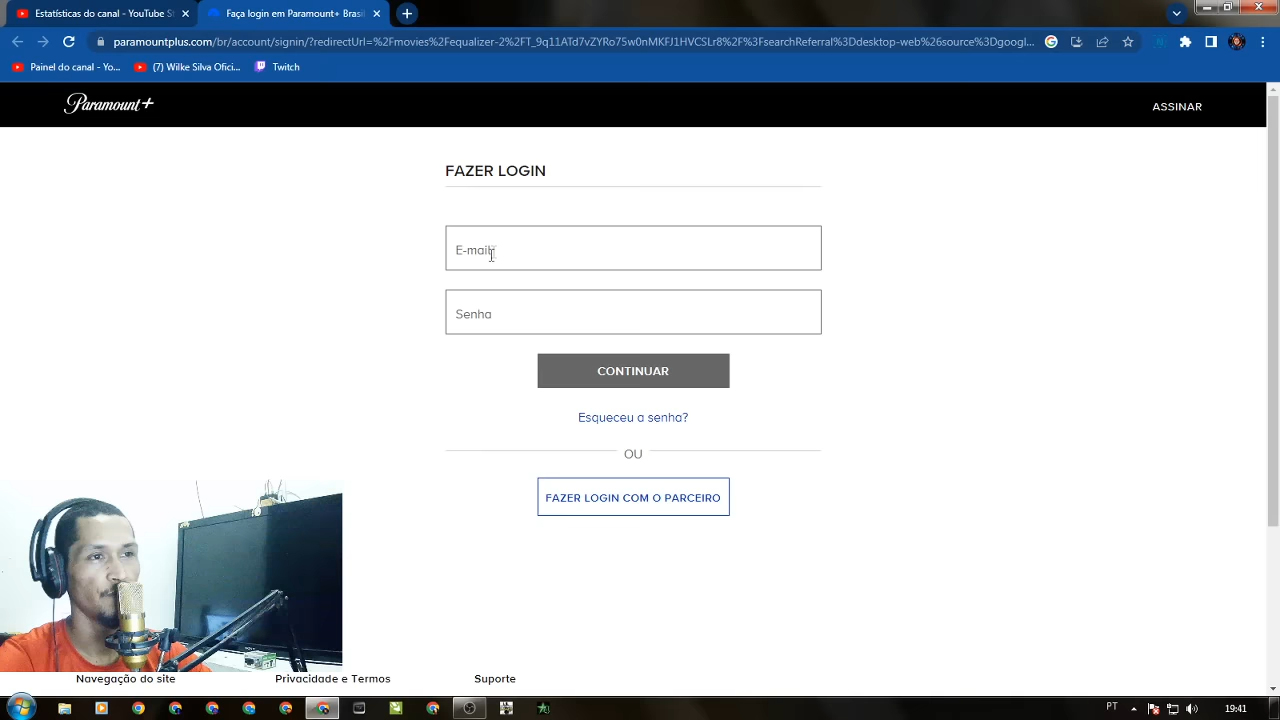 Estatísticas do canal - YouTube St
Faça login em Paramount+ Brasil
paramountplus.com/br/account/signin/?redirectUrl=%2Fmovies%2Fequalizer-2%2FT_9q11ATd7vZYRo75w0nMKFJ1HVCSLr8%2F%3FsearchReferral%3Ddesktop-web%26source%3Dgoogl...
Painel do canal - Yo...
(7) Wilke Silva Ofici...
Twitch
Paramount+
ASSINAR
FAZER LOGIN
E-mail
Senha
CONTINUAR
Esqueceu a senha?
OU
FAZER LOGIN COM O PARCEIRO
Navegação do site
Privacidade e Termos
Suporte
PT
19:41